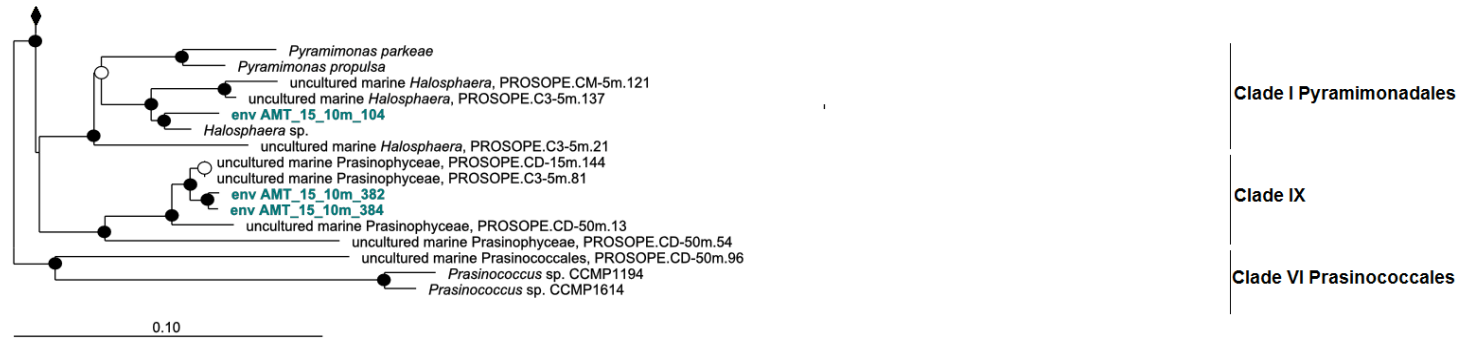 Pyramimonas parkeae
Pyramimonas propulsa
uncultured marine Halosphaera, PROSOPE.CM-5m.121
uncultured marine Halosphaera, PROSOPE.C3-5m.137
env AMT_15_10m_104
Halosphaera sp.
uncultured marine Halosphaera, PROSOPE.C3-5m.21
Clade I Pyramimonadales
uncultured marine Prasinophyceae, PROSOPE.CD-15m.144
uncultured marine Prasinophyceae, PROSOPE.C3-5m.81
env AMT_15_10m_382
env AMT_15_10m_384
uncultured marine Prasinophyceae, PROSOPE.CD-50m.13
uncultured marine Prasinophyceae, PROSOPE.CD-50m.54
Clade IX
uncultured marine Prasinococcales, PROSOPE.CD-50m.96
Prasinococcus sp. CCMP1194
Prasinococcus sp. CCMP1614
Clade VI Prasinococcales
0.10